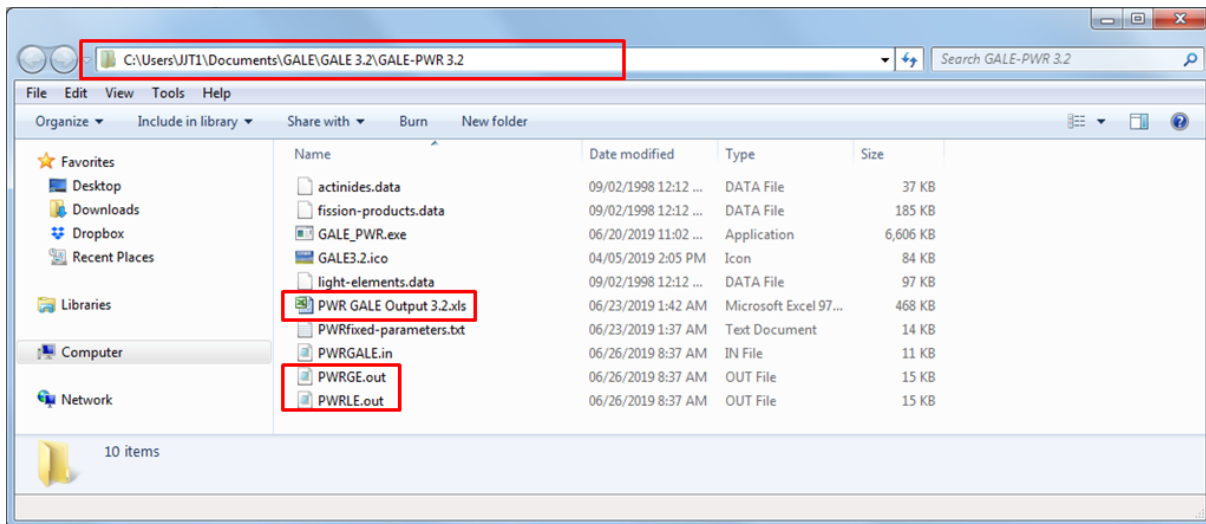 C:\Users\JJT1\Documents\GALE\GALE 3.2\GALE-PWR 3.2
Search GALE-PWR 3.2
File Edit View Tools Help
Organize Include in library Share with Burn New folder
Name Date modified Type Size
Favorites
Desktop
Downloads
Dropbox
Recent Places
Libraries
Computer
Network
actinides.data 09/02/1998 12:12 ... DATA File 37 KB
fission-products.data 09/02/1998 12:12 ... DATA File 185 KB
GALE_PWR.exe 06/20/2019 11:02 ... Application 6,606 KB
GALE3.2.ico 04/05/2019 2:05 PM Icon 84 KB
light-elements.data 09/02/1998 12:12 ... DATA File 97 KB
PWR GALE Output 3.2.xls 06/23/2019 1:42 AM Microsoft Excel 97... 468 KB
PWRfixed-parameters.txt 06/23/2019 1:37 AM Text Document 14 KB
PWRGALE.in 06/26/2019 8:37 AM IN File 11 KB
PWRGE.out 06/26/2019 8:37 AM OUT File 15 KB
PWRLE.out 06/26/2019 8:37 AM OUT File 15 KB
10 items